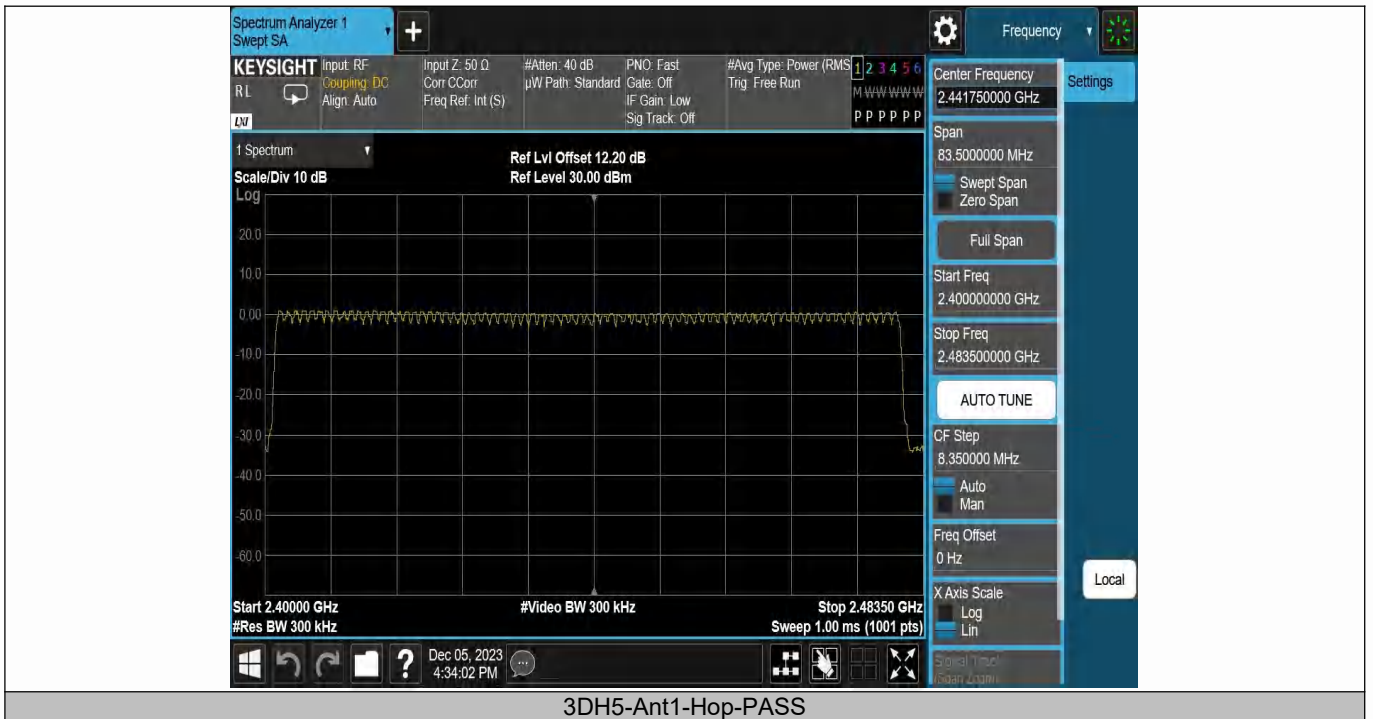 Spectrum Analyzer 1
Swept SA
+
Frequency
KEYSIGHT
RL
LXI
Input: RF
Coupling: DC
Align: Auto
Input Z: 50 Ω
Corr CCorr
Freq Ref: Int (S)
#Atten: 40 dB
µW Path: Standard
PNO: Fast
Gate: Off
IF Gain: Low
Sig Track: Off
#Avg Type: Power (RMS
Trig: Free Run
1 2 3 4 5 6
M W W W W W
P P P P P P
1 Spectrum
Scale/Div 10 dB
Ref Lvl Offset 12.20 dB
Ref Level 30.00 dBm
Log
20.0
10.0
0.00
-10.0
-20.0
-30.0
-40.0
-50.0
-60.0
Start 2.40000 GHz
#Res BW 300 kHz
#Video BW 300 kHz
Stop 2.48350 GHz
Sweep 1.00 ms (1001 pts)
Center Frequency
2.441750000 GHz
Settings
Span
83.5000000 MHz
Swept Span
Zero Span
Full Span
Start Freq
2.400000000 GHz
Stop Freq
2.483500000 GHz
AUTO TUNE
CF Step
8.350000 MHz
Auto
Man
Freq Offset
0 Hz
X Axis Scale
Log
Lin
Signal Track
(Span Zoom)
Local
?
Dec 05, 2023
4:34:02 PM
3DH5-Ant1-Hop-PASS